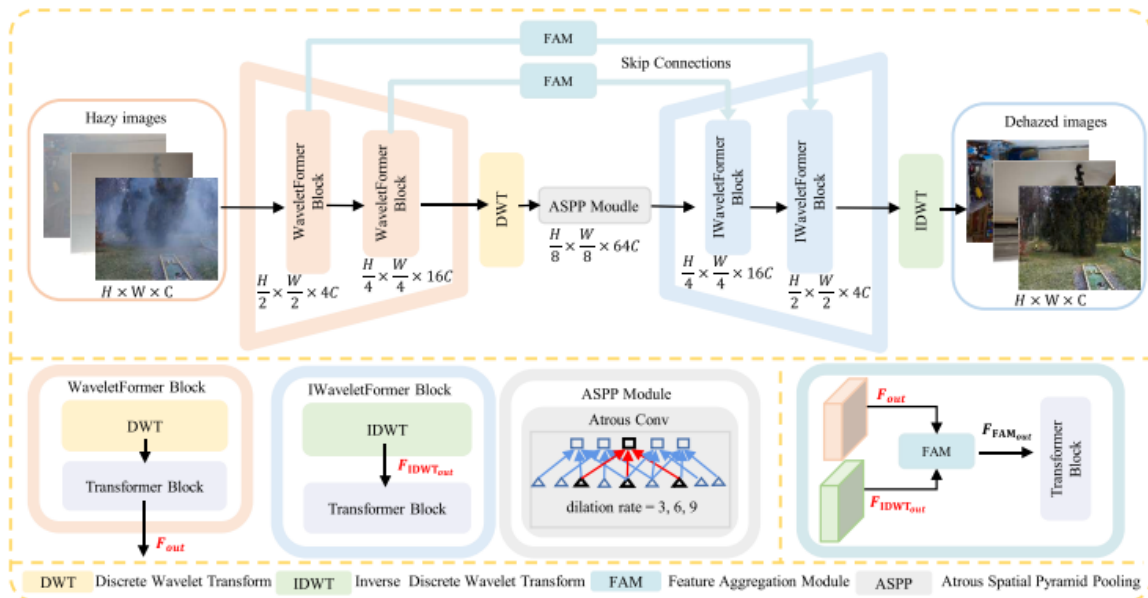 FAM
FAM
Skip Connections
Hazy images
H × W × C
WaveletFormer
Block
H/2 × W/2 × 4C
WaveletFormer
Block
H/4 × W/4 × 16C
DWT
ASPP Moudle
H/8 × W/8 × 64C
IWaveletFormer
Block
H/4 × W/4 × 16C
IWaveletFormer
Block
H/2 × W/2 × 4C
IDWT
Dehazed images
H × W × C
WaveletFormer Block
DWT
Transformer Block
F_out
IWaveletFormer Block
IDWT
F_IDWT_out
Transformer Block
ASPP Module
Atrous Conv
dilation rate = 3, 6, 9
F_out
FAM
F_IDWT_out
F_FAM_out
Transformer
Block
DWT Discrete Wavelet Transform IDWT Inverse Discrete Wavelet Transform FAM Feature Aggregation Module ASPP Atrous Spatial Pyramid Pooling